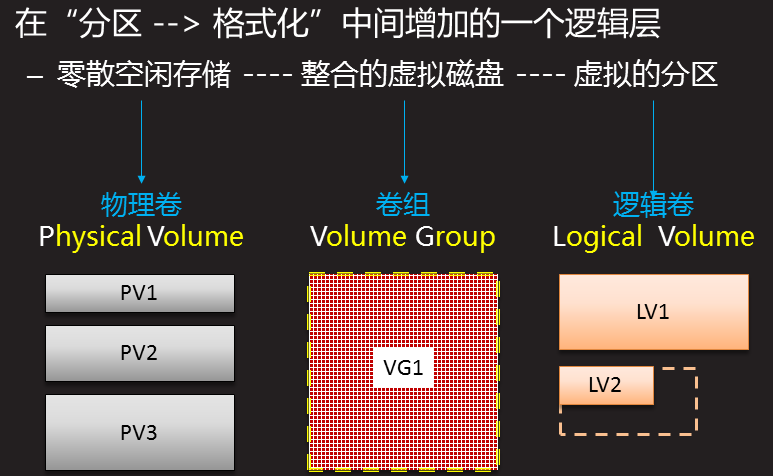 在“分区 --> 格式化”中间增加的一个逻辑层
– 零散空闲存储 ---- 整合的虚拟磁盘 ---- 虚拟的分区
物理卷 卷组 逻辑卷
Physical Volume Volume Group Logical Volume
PV1
PV2
PV3
VG1
LV1
LV2